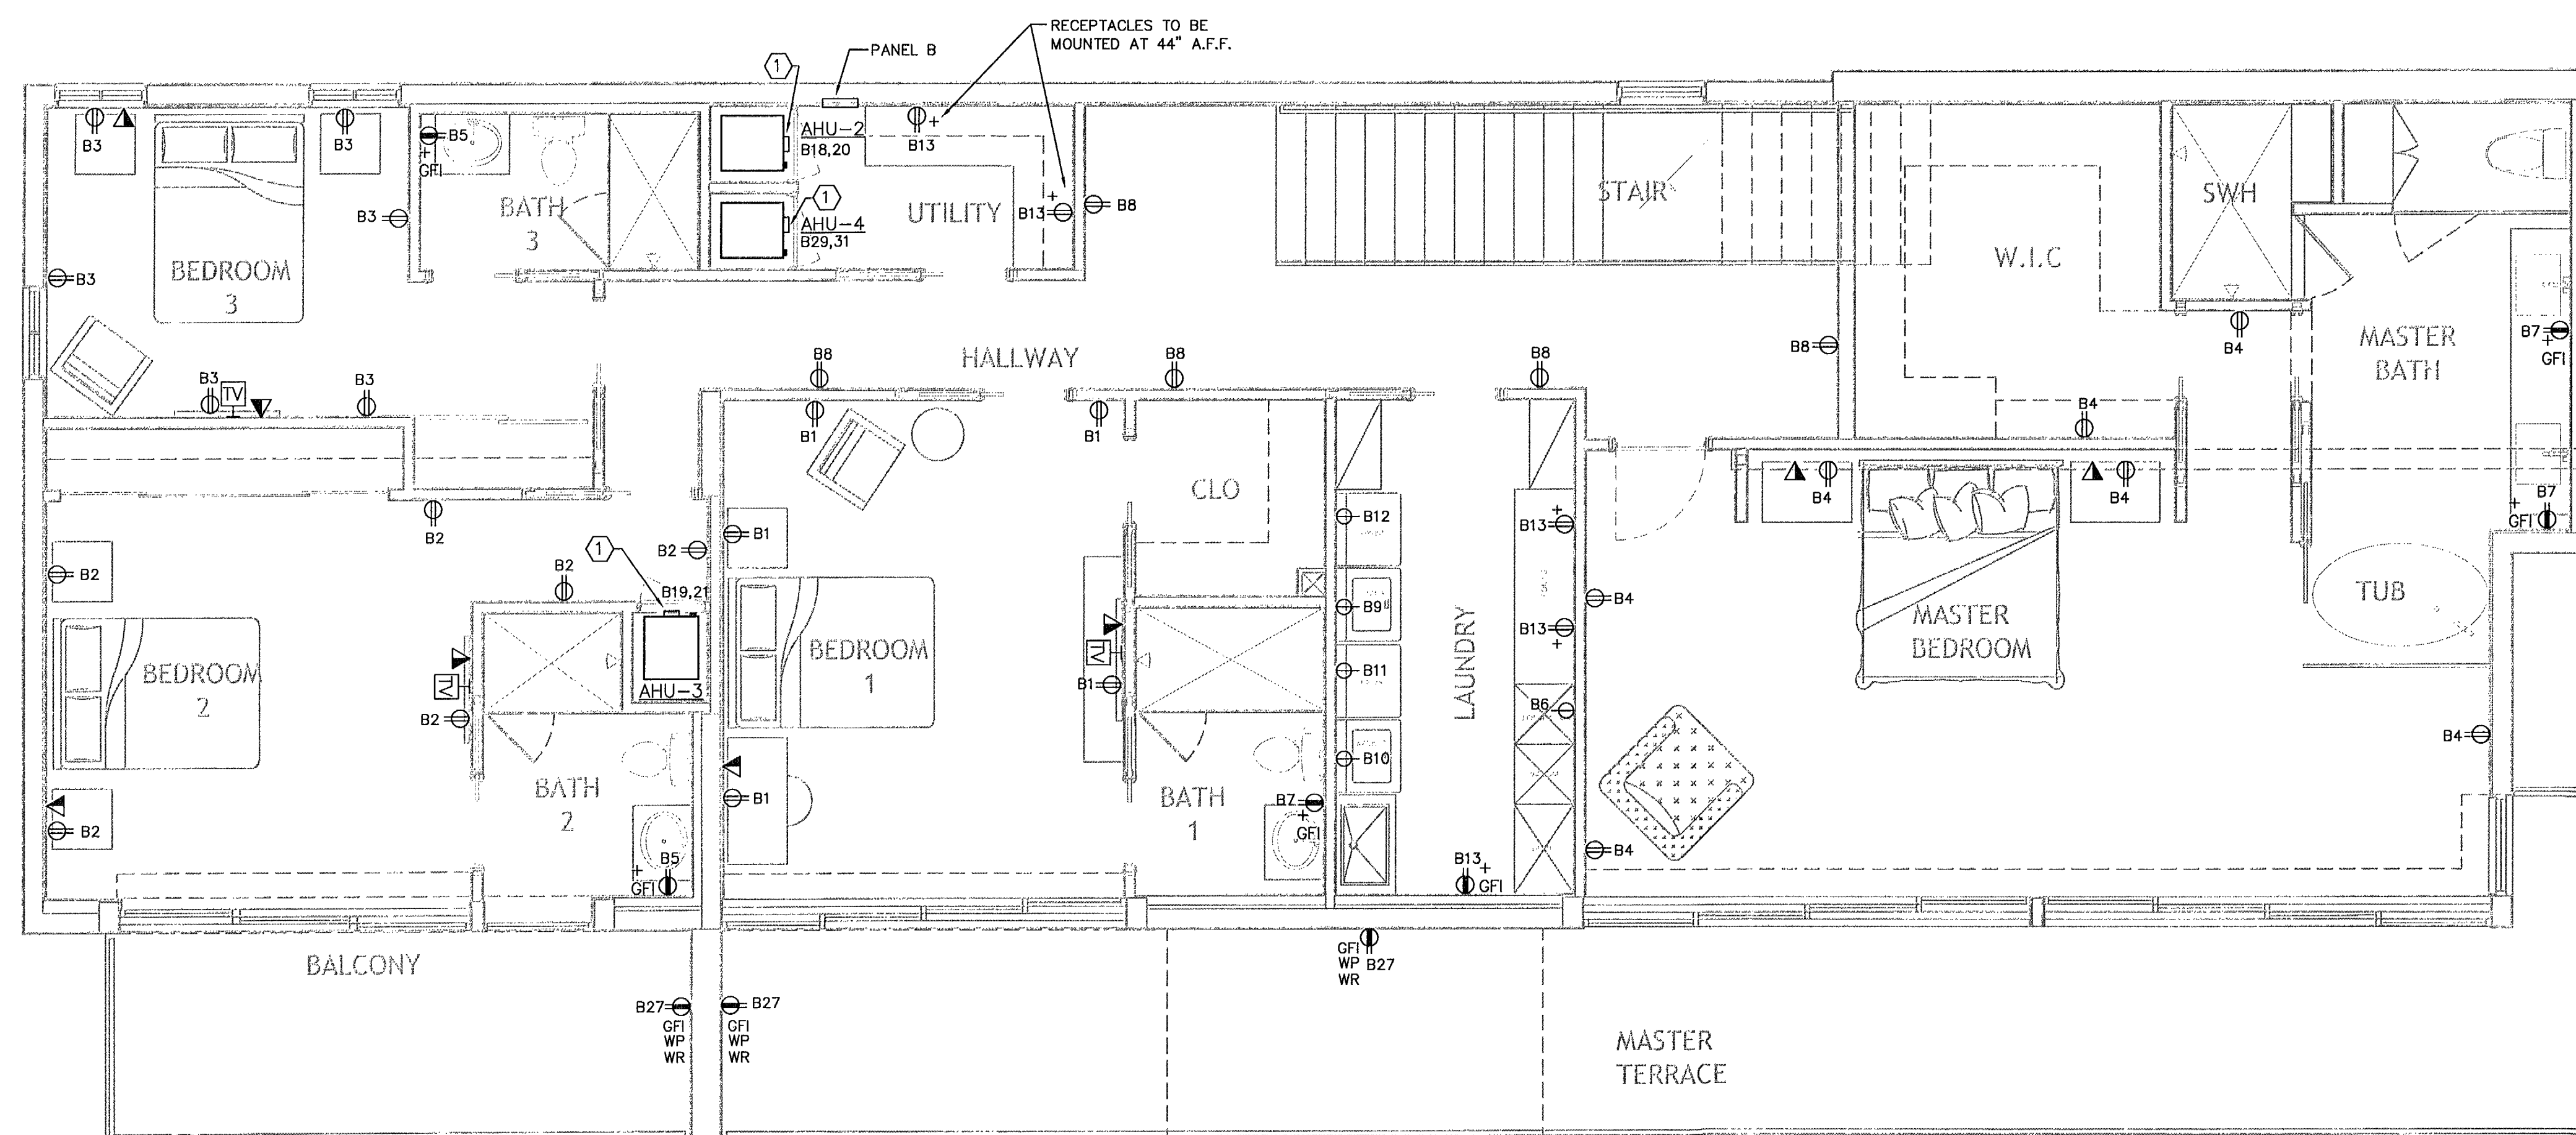 RECEPTACLES TO BE
MOUNTED AT 44" A.F.F.
PANEL B
1
B3
B3
B5
+
GFI
AHU-2
B18,20
+
B13
BATH
3
1
AHU-4
B29,31
UTILITY
+
B13
B8
STAIR
W.I.C
SWH
B3
B3
BEDROOM
3
HALLWAY
B8
B8
B8
B8
B4
MASTER
BATH
B7
+
GFI
B3
TV
B3
B1
B1
B4
CLO
B4
B4
B7
+
GFI
B2
B2
B2
B2
1
B19,21
AHU-3
B1
B12
B9
B11
B10
LAUNDRY
+
B13
B13
+
B6
B4
MASTER
BEDROOM
TUB
BEDROOM
2
TV
B2
BEDROOM
1
TV
B1
B4
B2
BATH
2
B5
+
GFI
B1
BATH
1
B7
+
GFI
B13
+
GFI
B4
BALCONY
B27
GFI
WP
WR
B27
GFI
WP
WR
GFI
WP B27
WR
MASTER
TERRACE